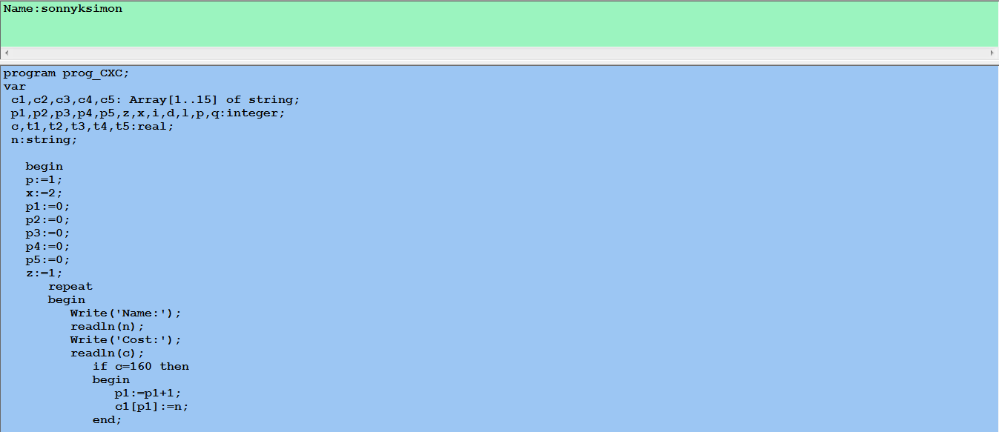 Name:sonnyksimon
program prog_CXC;
var
c1,c2,c3,c4,c5: Array[1..15] of string;
p1,p2,p3,p4,p5,z,x,i,d,l,p,q:integer;
c,t1,t2,t3,t4,t5:real;
n:string;
begin
p:=1;
x:=2;
p1:=0;
p2:=0;
p3:=0;
p4:=0;
p5:=0;
z:=1;
repeat
begin
Write('Name:');
readln(n);
Write('Cost:');
readln(c);
if c=160 then
begin
p1:=p1+1;
c1[p1]:=n;
end;